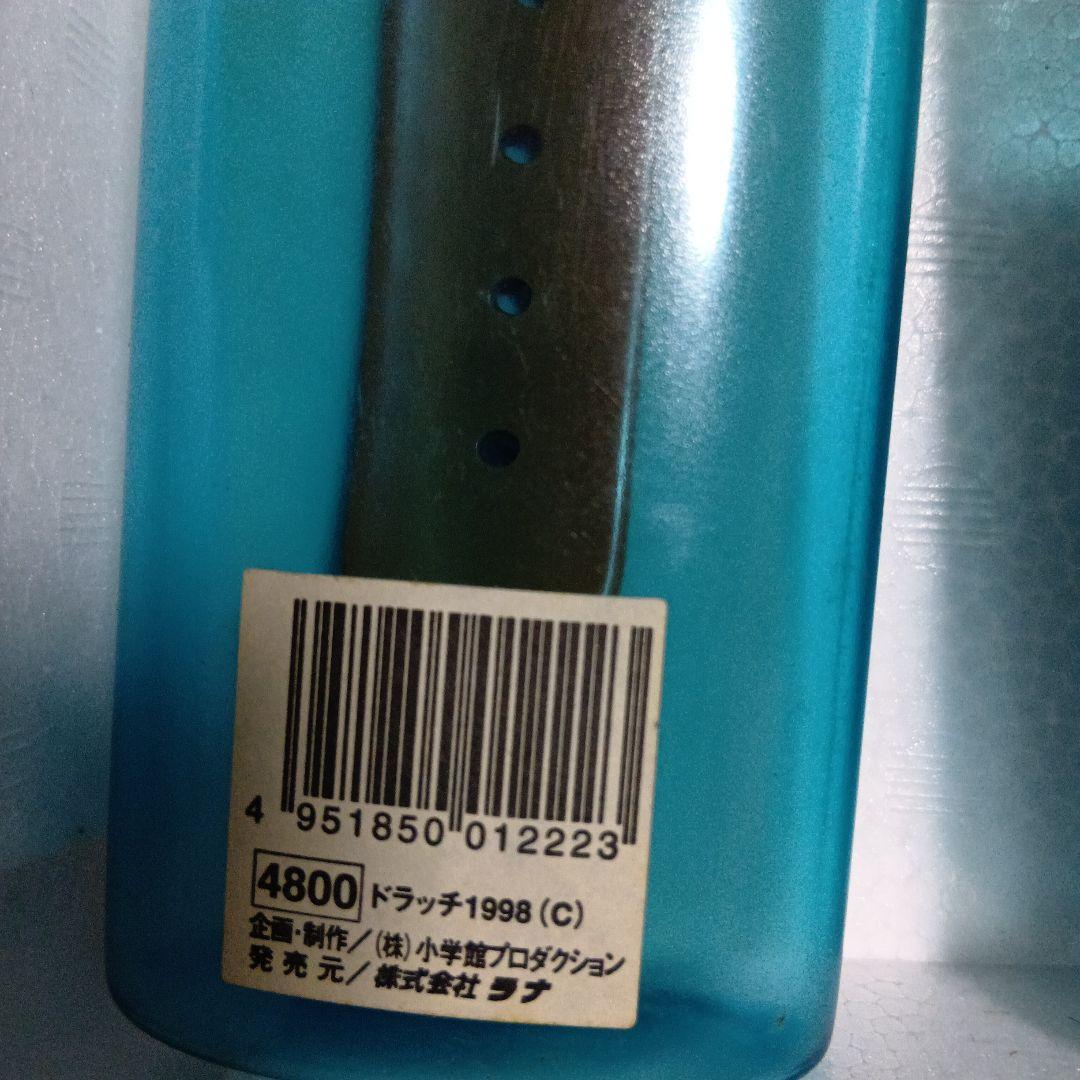 4 951850 012223
4800 ドラッチ1998(C)
企画・制作/(株)小学館プロダクション
発売元/株式会社 ラナ